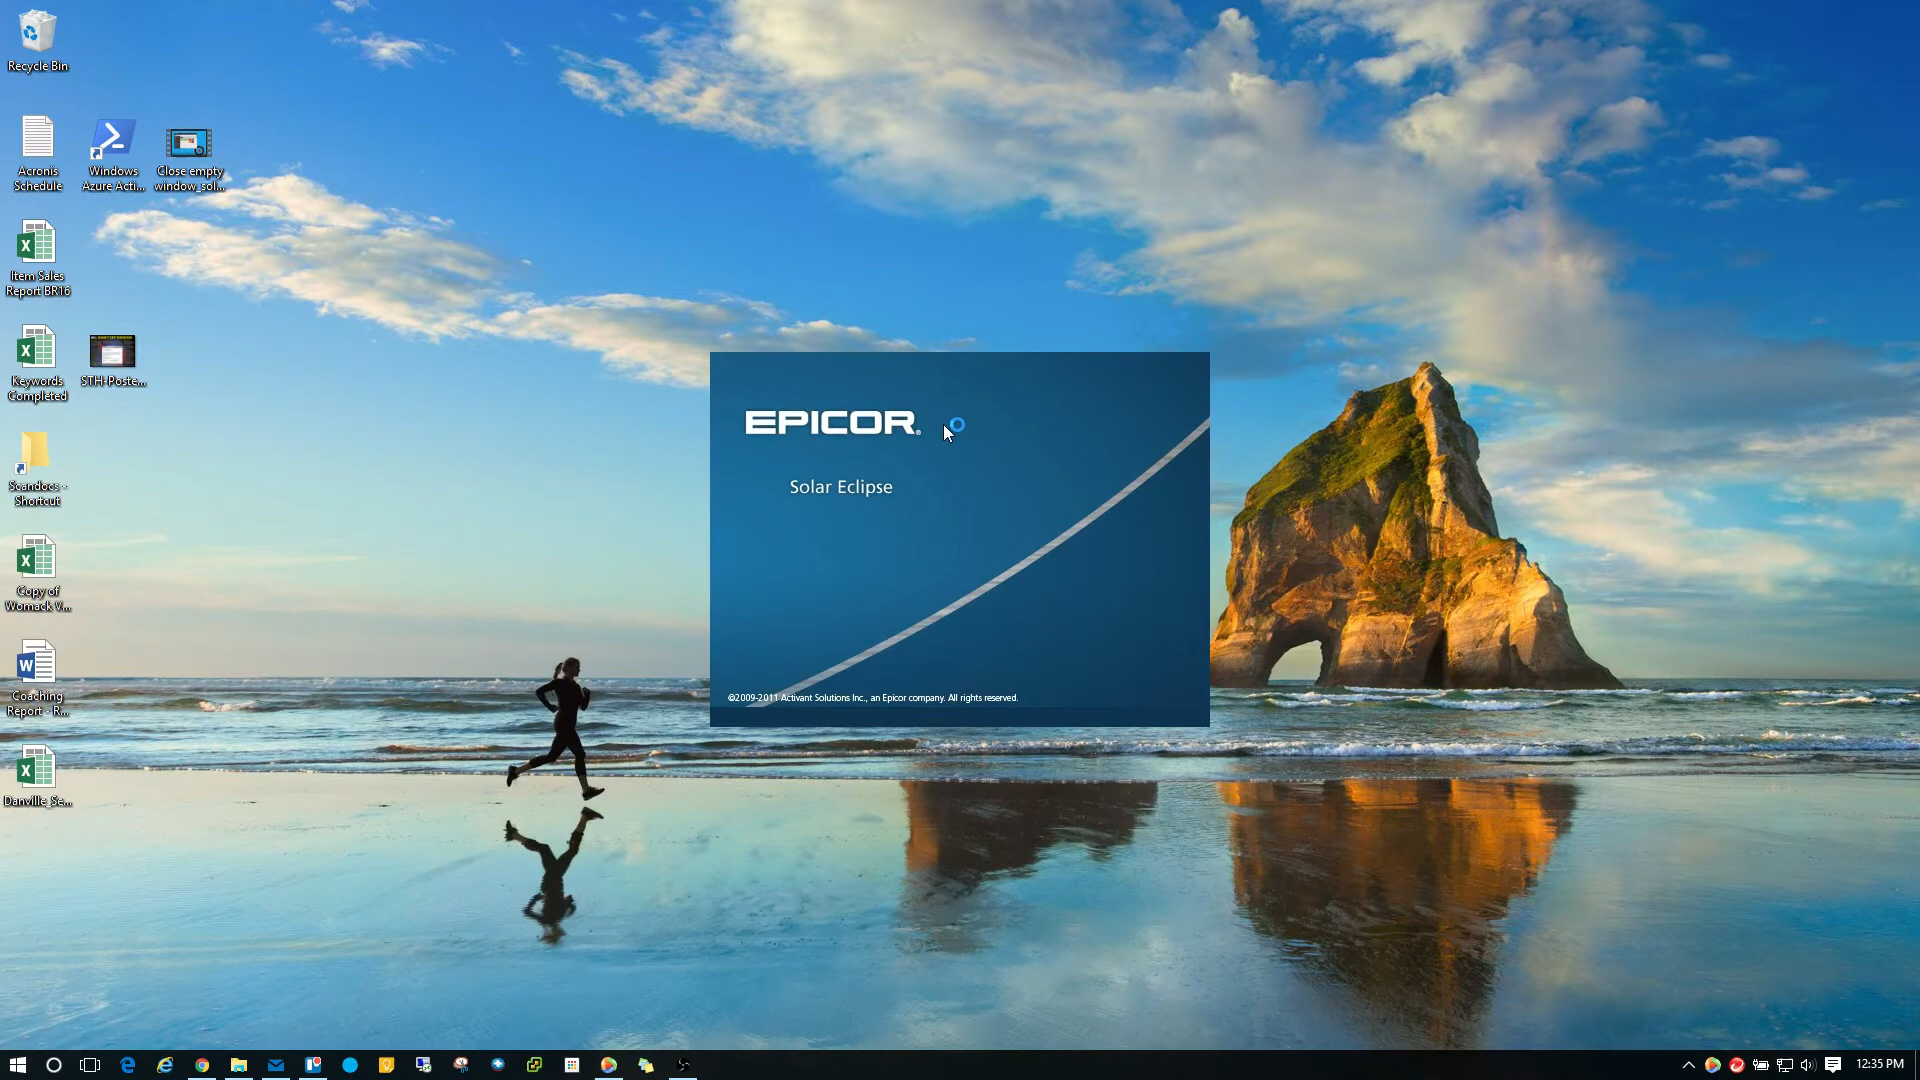 Recycle Bin
Acronis
Schedule
Windows
Azure Acti...
Close empty
window_sol...
Item Sales
Report BR16
Keywords
Completed
STH-Poste...
Scandocs -
Shortcut
Copy of
Womack V...
Coaching
Report - R...
Danville_Se...
EPICOR®
Solar Eclipse
©2009-2011 Activant Solutions Inc., an Epicor company. All rights reserved.
12:35 PM